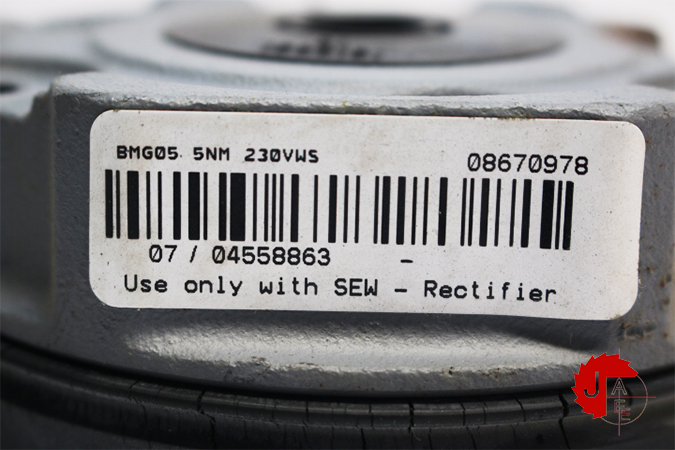 BMG05 5NM 230VWS 08670978
07 / 04558863 -
Use only with SEW - Rectifier
J
A